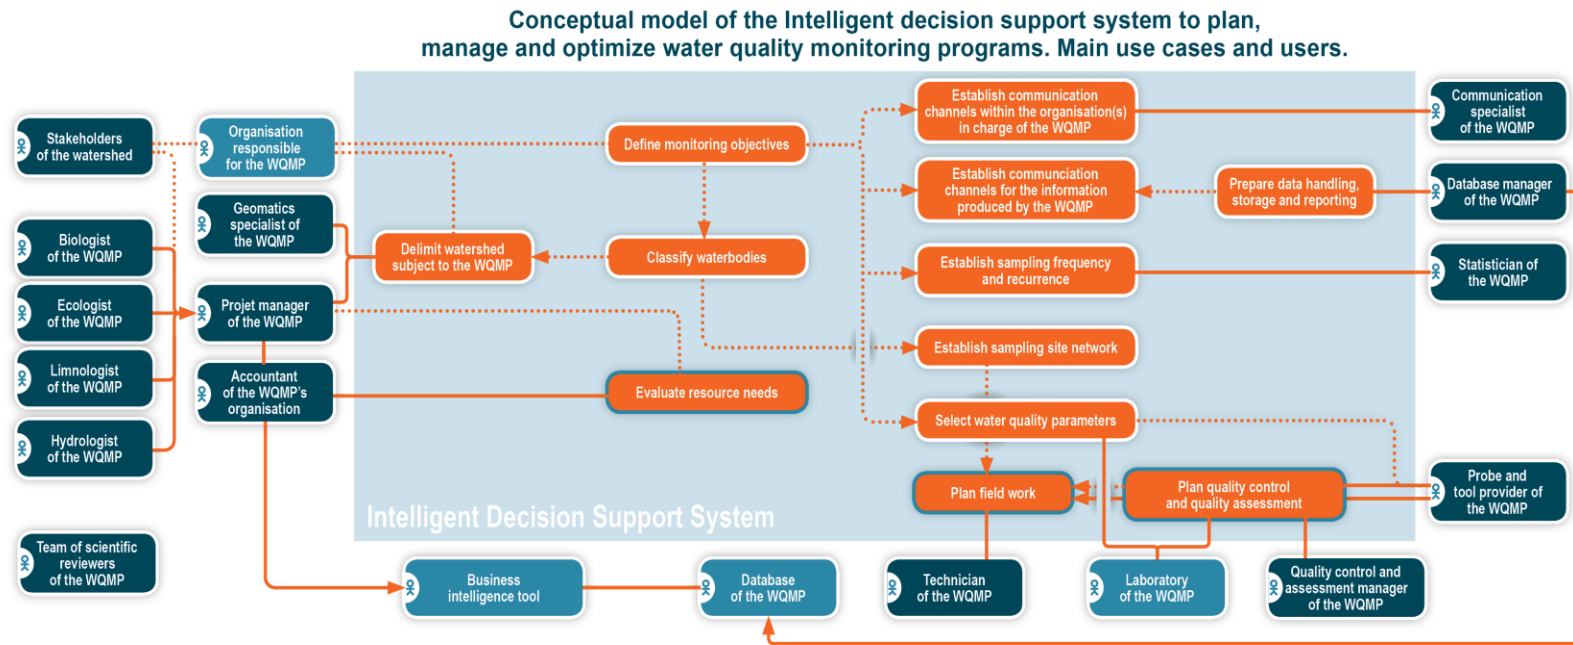 Conceptual model of the Intelligent decision support system to plan,
manage and optimize water quality monitoring programs. Main use cases and users.
Stakeholders
of the watershed
Organisation
responsible
for the WQMP
Define monitoring objectives
Establish communication
channels within the organisation(s)
in charge of the WQMP
Communication
specialist
of the WQMP
Establish communciation
channels for the information
produced by the WQMP
Prepare data handling,
storage and reporting
Database manager
of the WQMP
Geomatics
specialist of
the WQMP
Biologist
of the WQMP
Delimit watershed
subject to the WQMP
Classify waterbodies
Establish sampling frequency
and recurrence
Statistician of
the WQMP
Ecologist
of the WQMP
Projet manager
of the WQMP
Establish sampling site network
Limnologist
of the WQMP
Accountant
of the WQMP's
organisation
Evaluate resource needs
Select water quality parameters
Hydrologist
of the WQMP
Plan field work
Plan quality control
and quality assessment
Probe and
tool provider of
the WQMP
Intelligent Decision Support System
Team of scientific
reviewers
of the WQMP
Business
intelligence tool
Database
of the WQMP
Technician
of the WQMP
Laboratory
of the WQMP
Quality control and
assessment manager
of the WQMP